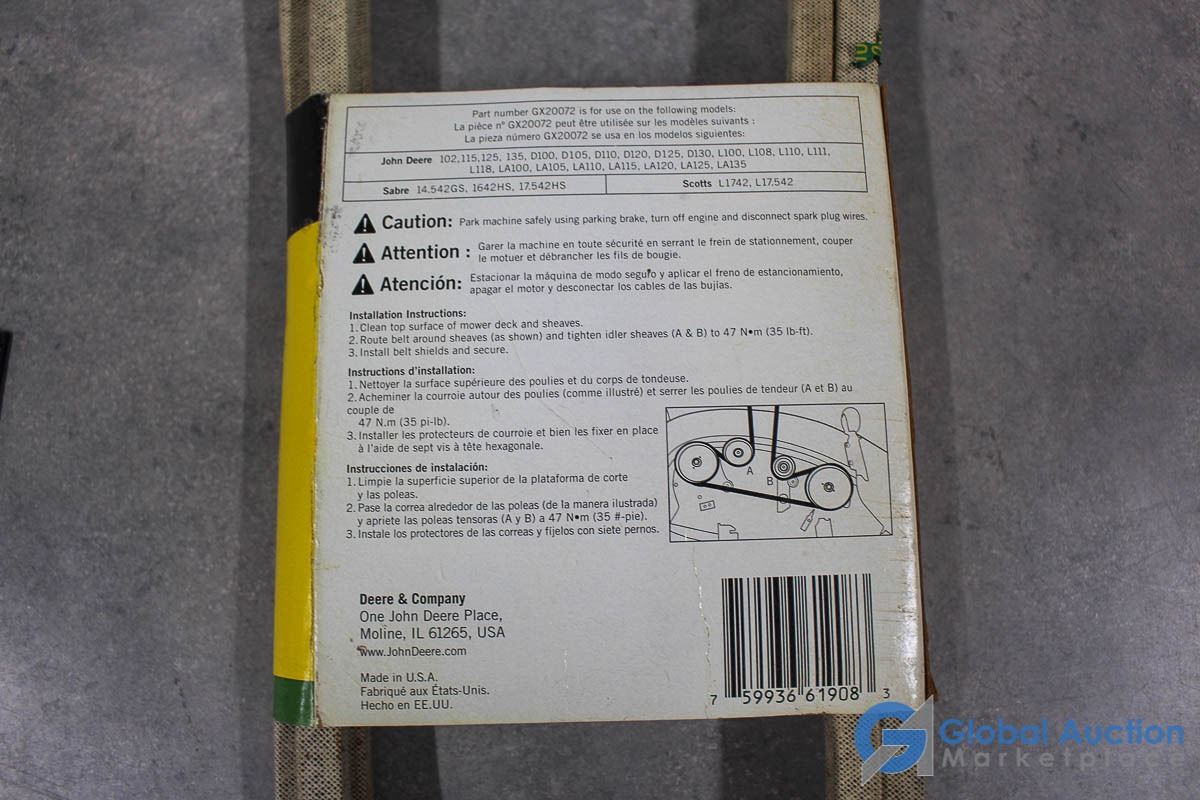 Part number GX20072 is for use on the following models:
La pièce n° GX20072 peut être utilisée sur les modèles suivants :
La pieza número GX20072 se usa en los modelos siguientes:
John Deere 102,115,125, 135, D100, D105, D110, D120, D125, D130, L100, L108, L110, L111,
L118, LA100, LA105, LA110, LA115, LA120, LA125, LA135
Sabre 14.542GS, 1642HS, 17.542HS
Scotts L1742, L17.542
Caution: Park machine safely using parking brake, turn off engine and disconnect spark plug wires.
Attention : Garer la machine en toute sécurité en serrant le frein de stationnement, couper
le motuer et débrancher les fils de bougie.
Atención: Estacionar la máquina de modo seguro y aplicar el freno de estancionamiento,
apagar el motor y desconectar los cables de las bujías.
Installation Instructions:
1. Clean top surface of mower deck and sheaves.
2. Route belt around sheaves (as shown) and tighten idler sheaves (A & B) to 47 N•m (35 lb-ft).
3. Install belt shields and secure.
Instructions d'installation:
1. Nettoyer la surface supérieure des poulies et du corps de tondeuse.
2. Acheminer la courroie autour des poulies (comme illustré) et serrer les poulies de tendeur (A et B) au
couple de
47 N.m (35 pi-lb).
3. Installer les protecteurs de courroie et bien les fixer en place
à l'aide de sept vis à tête hexagonale.
Instrucciones de instalación:
1. Limpie la superficie superior de la plataforma de corte
y las poleas.
2. Pase la correa alrededor de las poleas (de la manera ilustrada)
y apriete las poleas tensoras (A y B) a 47 N•m (35 #-pie).
3. Instale los protectores de las correas y fíjelos con siete pernos.
A
B
Deere & Company
One John Deere Place,
Moline, IL 61265, USA
www.JohnDeere.com
Made in U.S.A.
Fabriqué aux États-Unis.
Hecho en EE.UU.
7 59936 61908 3
Global Auction
Marketplace